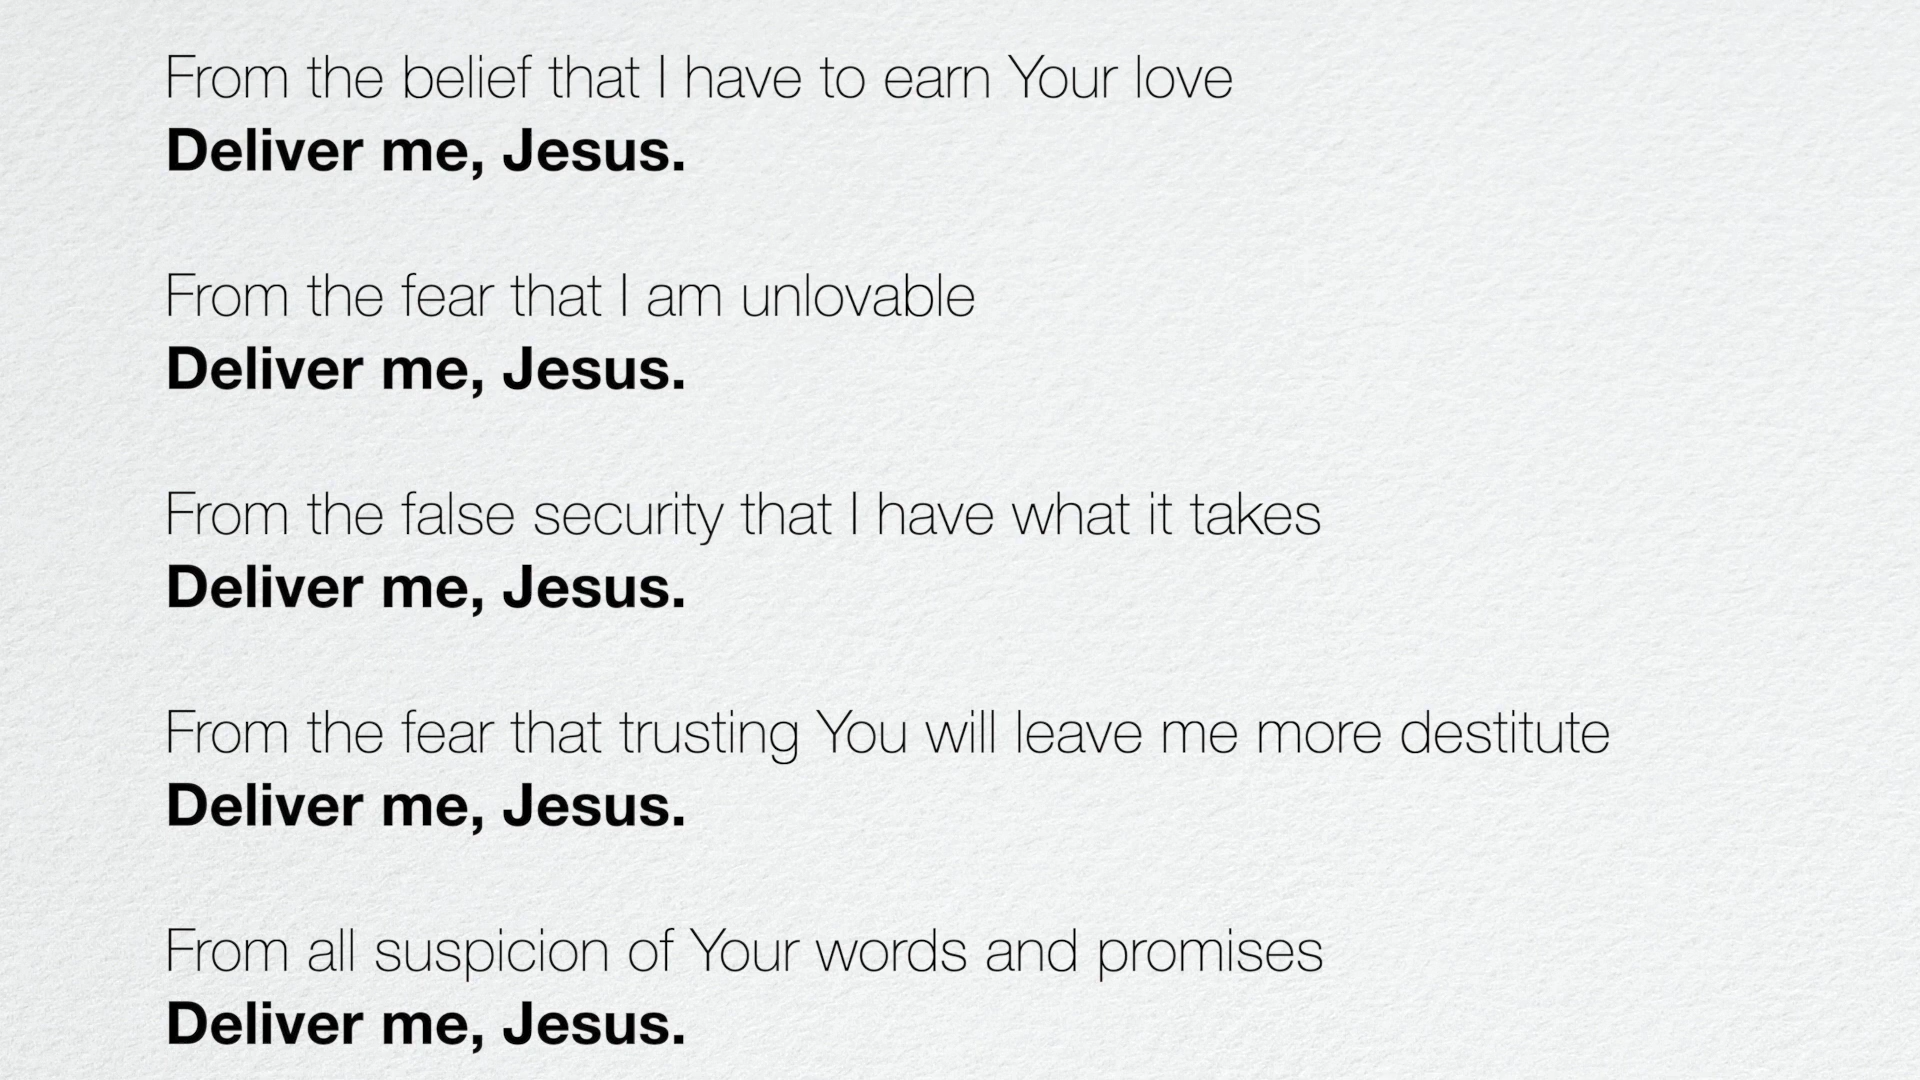 From the belief that I have to earn Your love
Deliver me, Jesus.
From the fear that I am unlovable
Deliver me, Jesus.
From the false security that I have what it takes
Deliver me, Jesus.
From the fear that trusting You will leave me more destitute
Deliver me, Jesus.
From all suspicion of Your words and promises
Deliver me, Jesus.